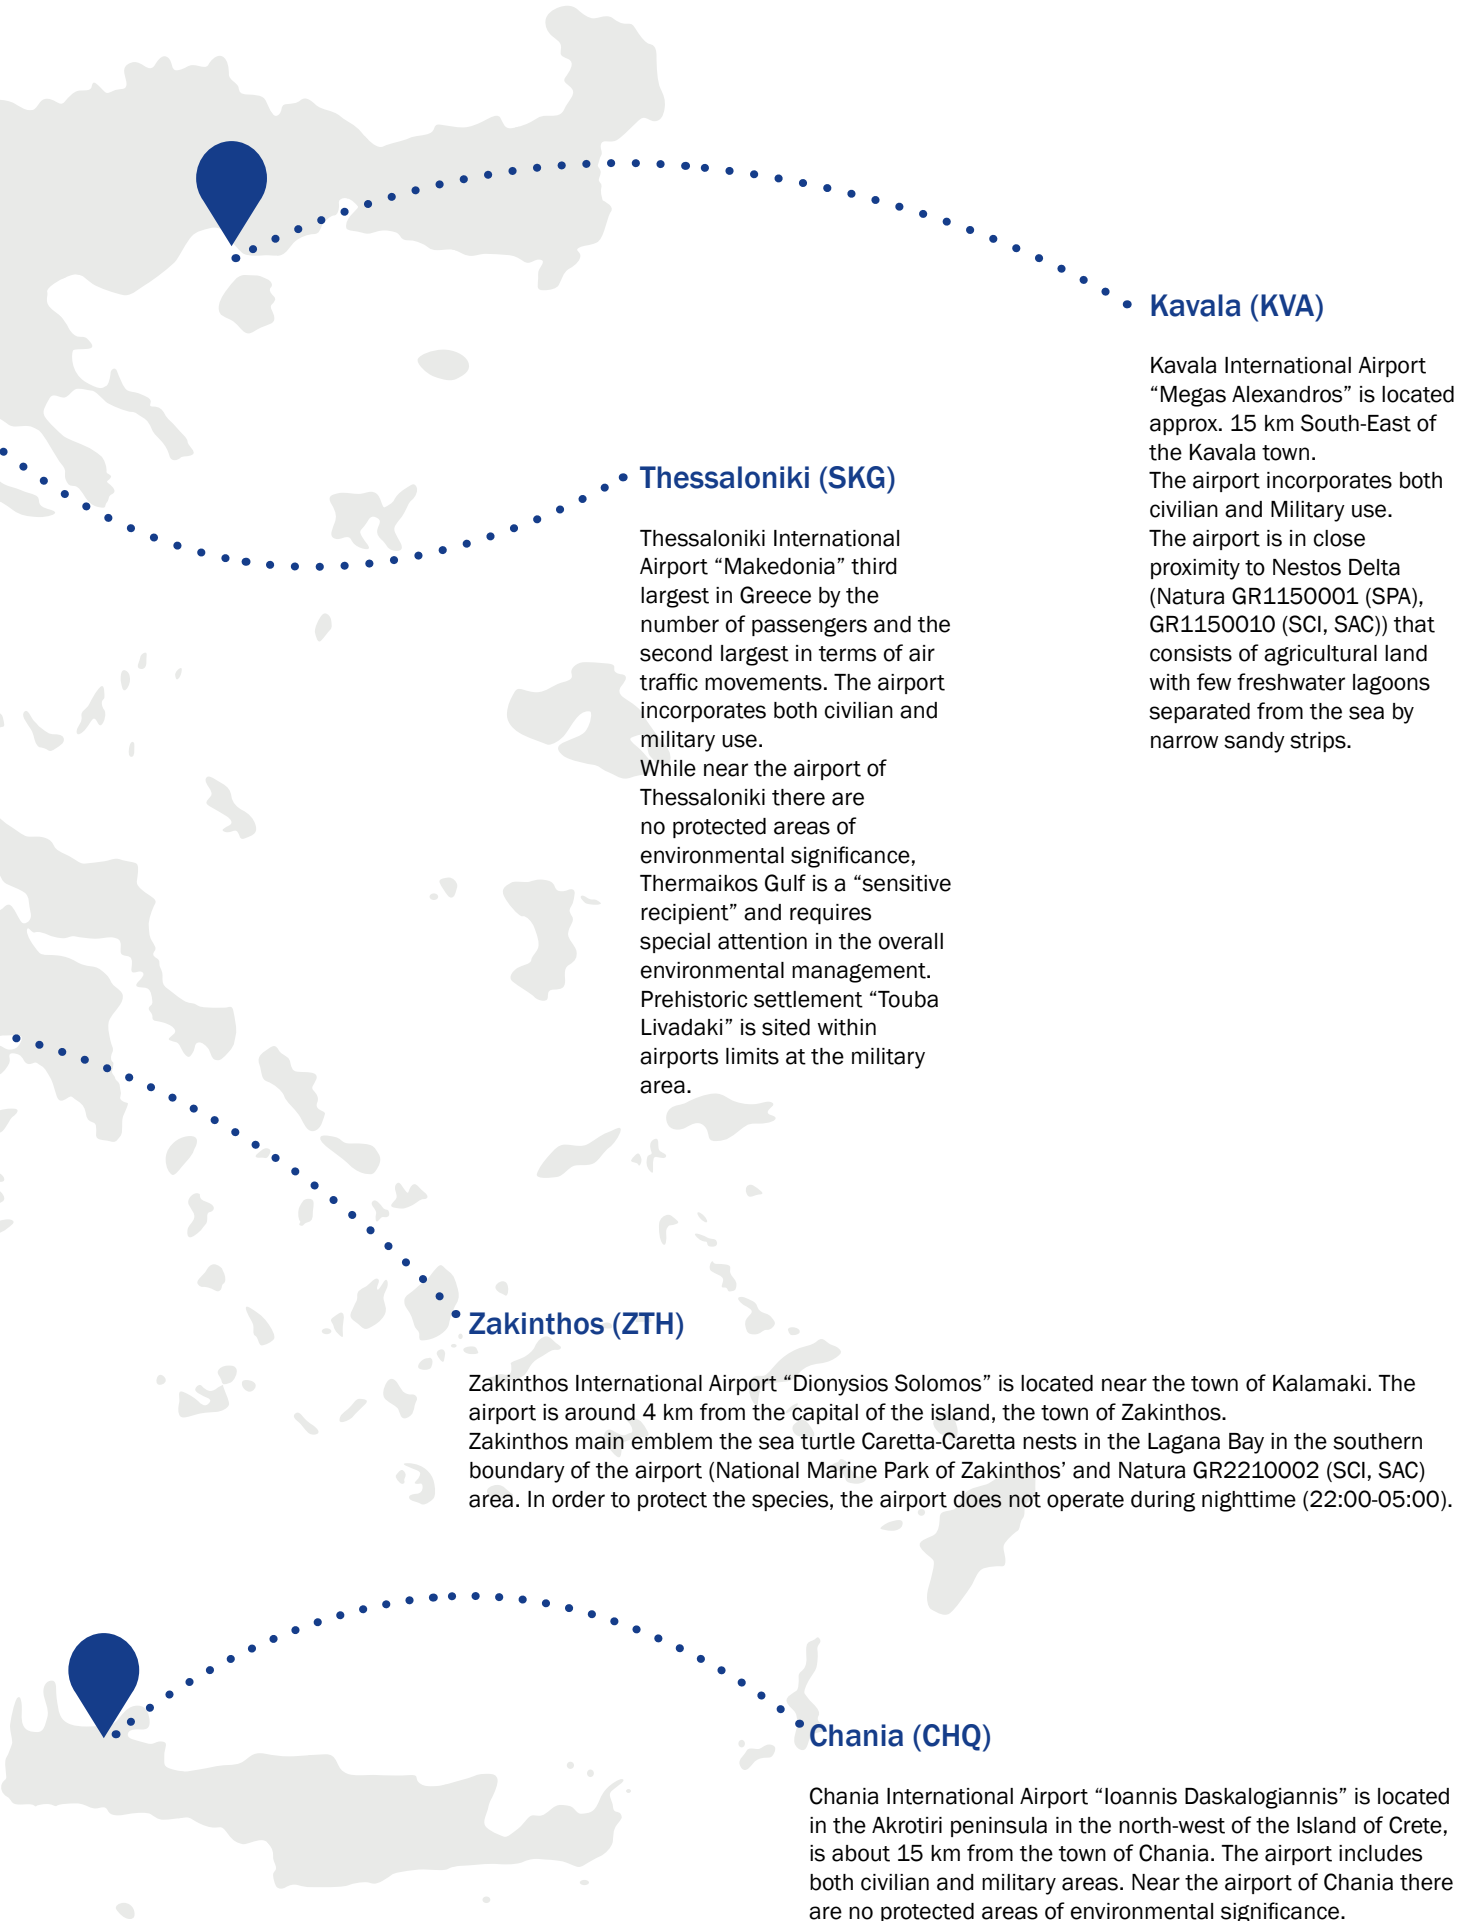 Kavala (KVA)
Kavala International Airport
“Megas Alexandros” is located
approx. 15 km South-East of
the Kavala town.
The airport incorporates both
civilian and Military use.
The airport is in close
proximity to Nestos Delta
(Natura GR1150001 (SPA),
GR1150010 (SCI, SAC)) that
consists of agricultural land
with few freshwater lagoons
separated from the sea by
narrow sandy strips.
Thessaloniki (SKG)
Thessaloniki International
Airport “Makedonia” third
largest in Greece by the
number of passengers and the
second largest in terms of air
traffic movements. The airport
incorporates both civilian and
military use.
While near the airport of
Thessaloniki there are
no protected areas of
environmental significance,
Thermaikos Gulf is a “sensitive
recipient” and requires
special attention in the overall
environmental management.
Prehistoric settlement “Touba
Livadaki” is sited within
airports limits at the military
area.
Zakinthos (ZTH)
Zakinthos International Airport “Dionysios Solomos” is located near the town of Kalamaki. The
airport is around 4 km from the capital of the island, the town of Zakinthos.
Zakinthos main emblem the sea turtle Caretta-Caretta nests in the Lagana Bay in the southern
boundary of the airport (National Marine Park of Zakinthos’ and Natura GR2210002 (SCI, SAC)
area. In order to protect the species, the airport does not operate during nighttime (22:00-05:00).
Chania (CHQ)
Chania International Airport “Ioannis Daskalogiannis” is located
in the Akrotiri peninsula in the north-west of the Island of Crete,
is about 15 km from the town of Chania. The airport includes
both civilian and military areas. Near the airport of Chania there
are no protected areas of environmental significance.